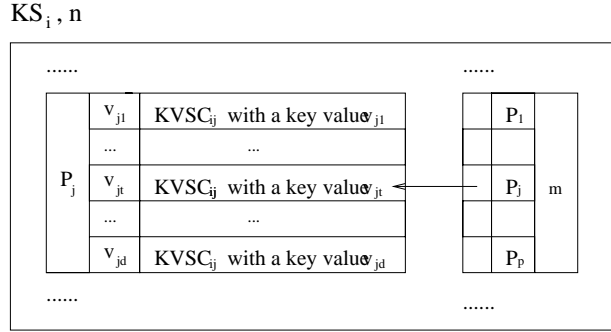 KS_i , n
...... ......
v_j1 KVSC_ij with a key value v_j1 P_1
... ...
P_j v_jt KVSC_ij with a key value v_jt P_j m
... ...
v_jd KVSC_ij with a key value v_jd P_p
...... ......